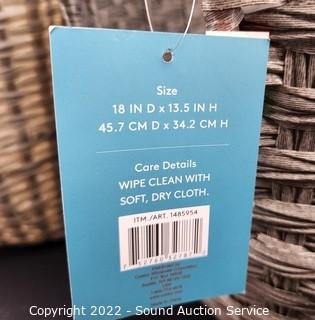 Size
18 IN D x 13.5 IN H
45.7 CM D x 34.2 CM H
Care Details
WIPE CLEAN WITH
SOFT, DRY CLOTH.
ITM./ART. 1485954
Copyright 2022 - Sound Auction Service